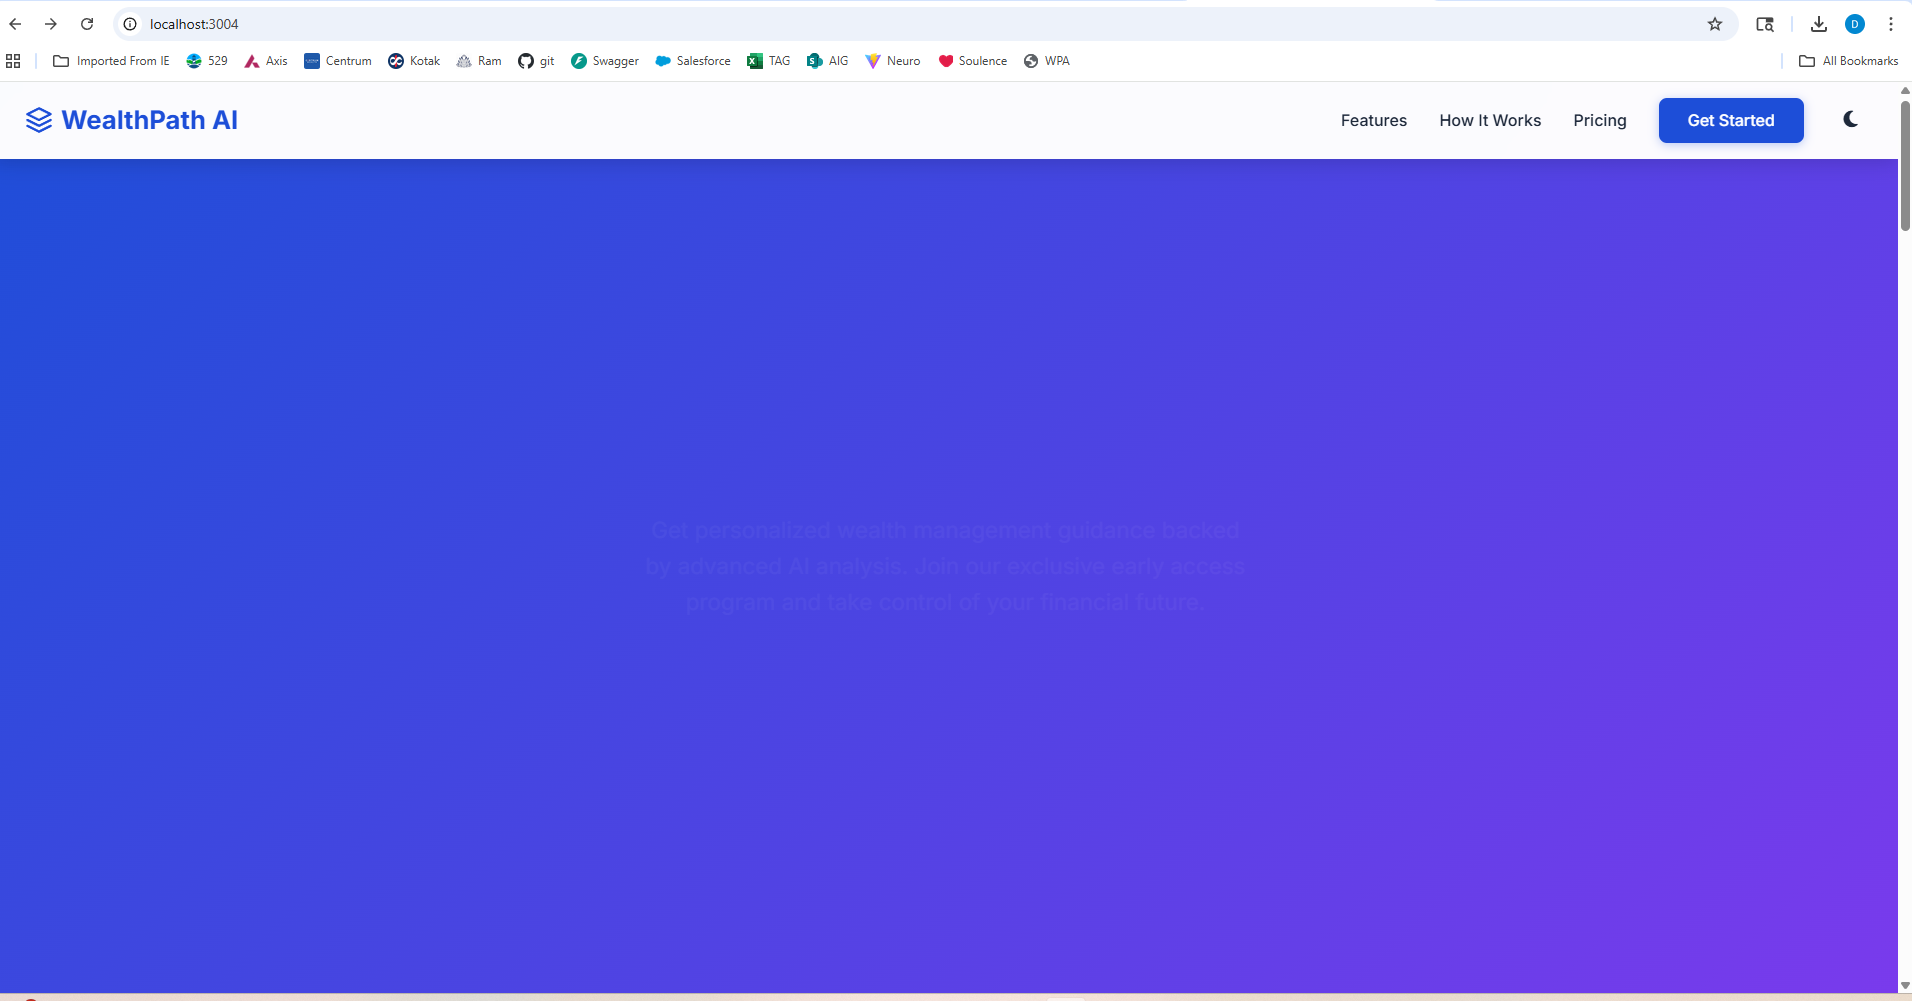 localhost:3004
D
Imported From IE 529 Axis Centrum Kotak Ram git Swagger Salesforce TAG AIG Neuro Soulence WPA All Bookmarks
WealthPath AI Features How It Works Pricing Get Started
Get personalized wealth management guidance backed
by advanced AI analysis. Join our exclusive early access
program and take control of your financial future.